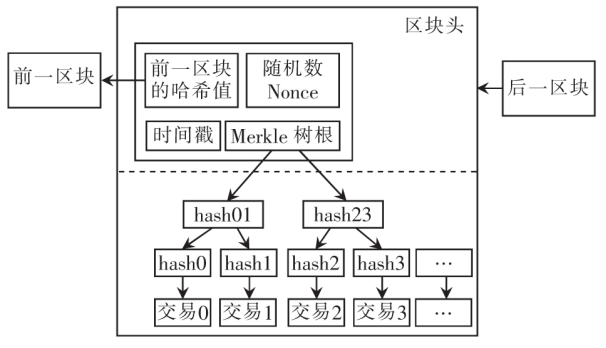 区块头
前一区块
前一区块
的哈希值
随机数
Nonce
后一区块
时间戳
Merkle 树根
hash01
hash23
hash0
hash1
hash2
hash3
…
交易0
交易1
交易2
交易3
…